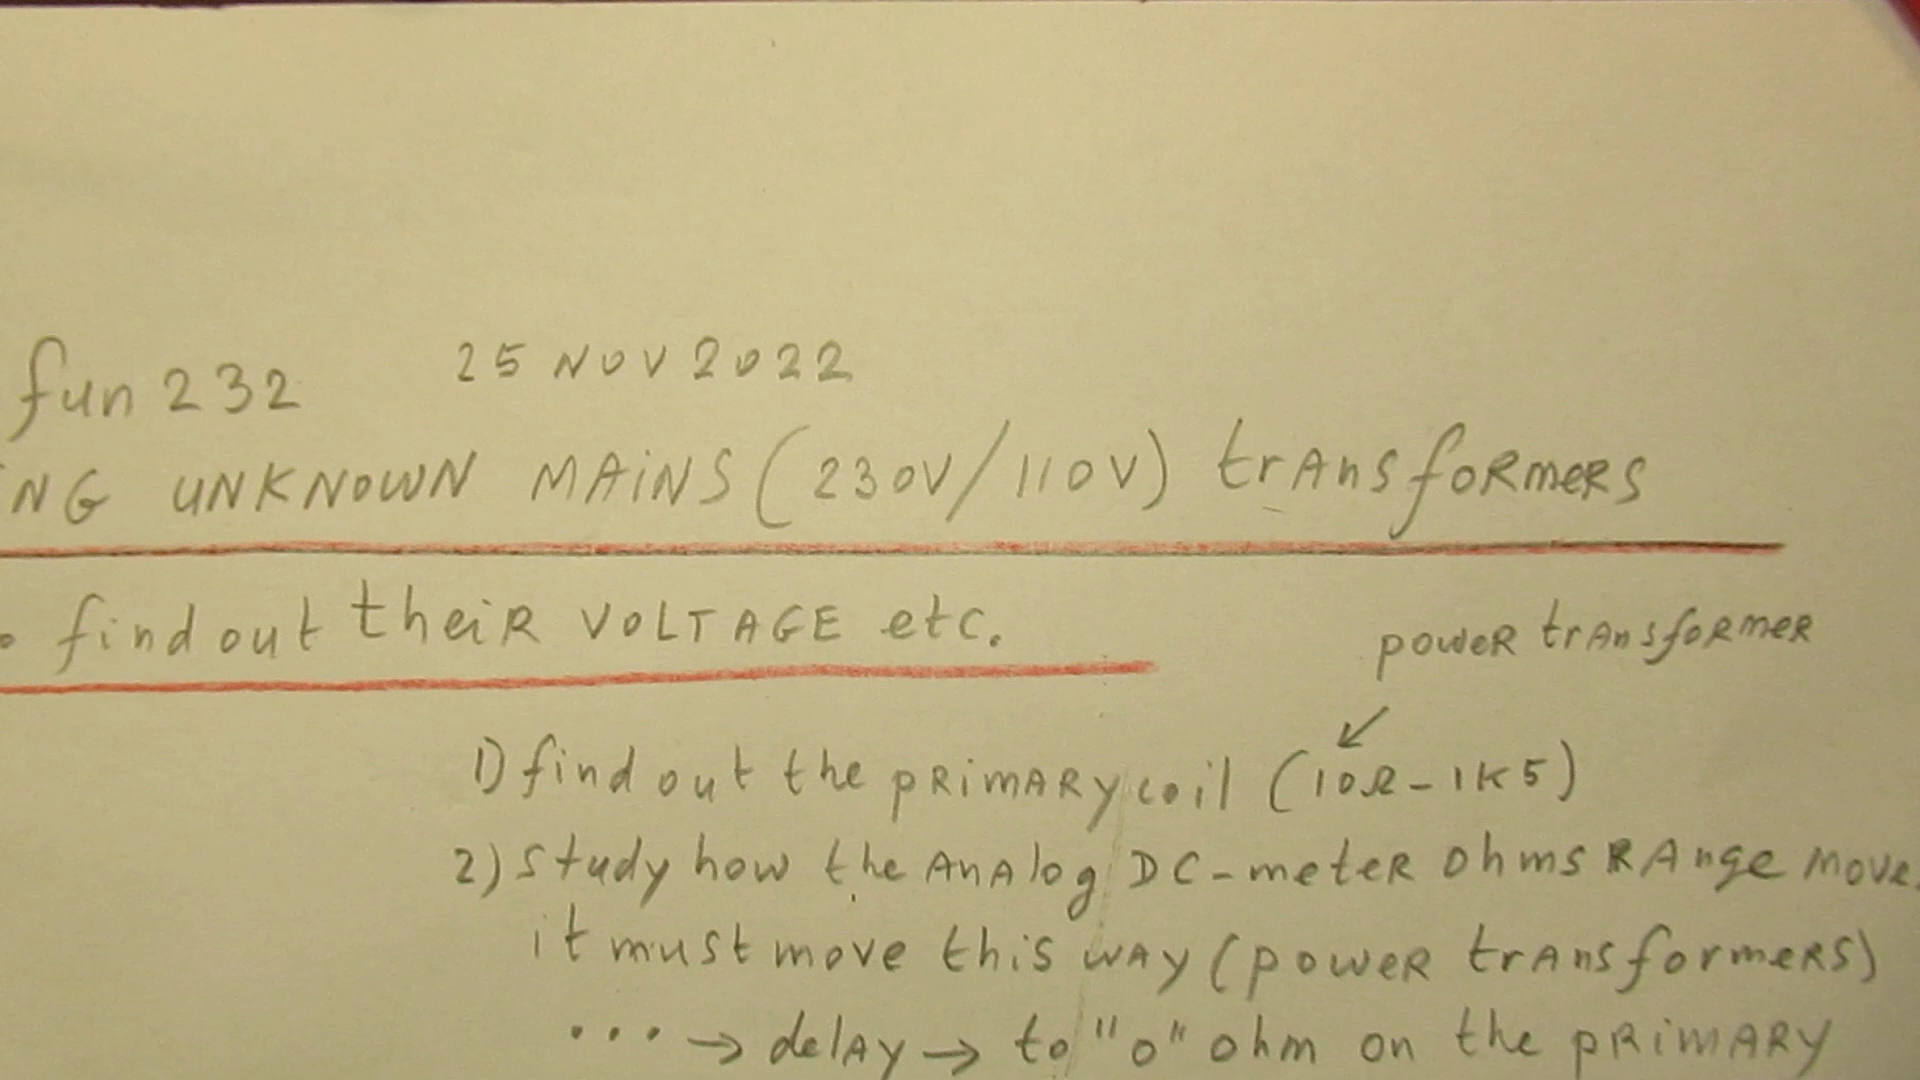 fun 232 25 NOV 2022
ING UNKNOWN MAINS (230V/110V) transformers
find out their VOLTAGE etc.
power transformer
↙
1) find out the primary coil (10Ω-1K5)
2) Study how the Analog DC-meter ohms Range move
it must move this way (power transformers)
... → delay → to "0" ohm on the primary